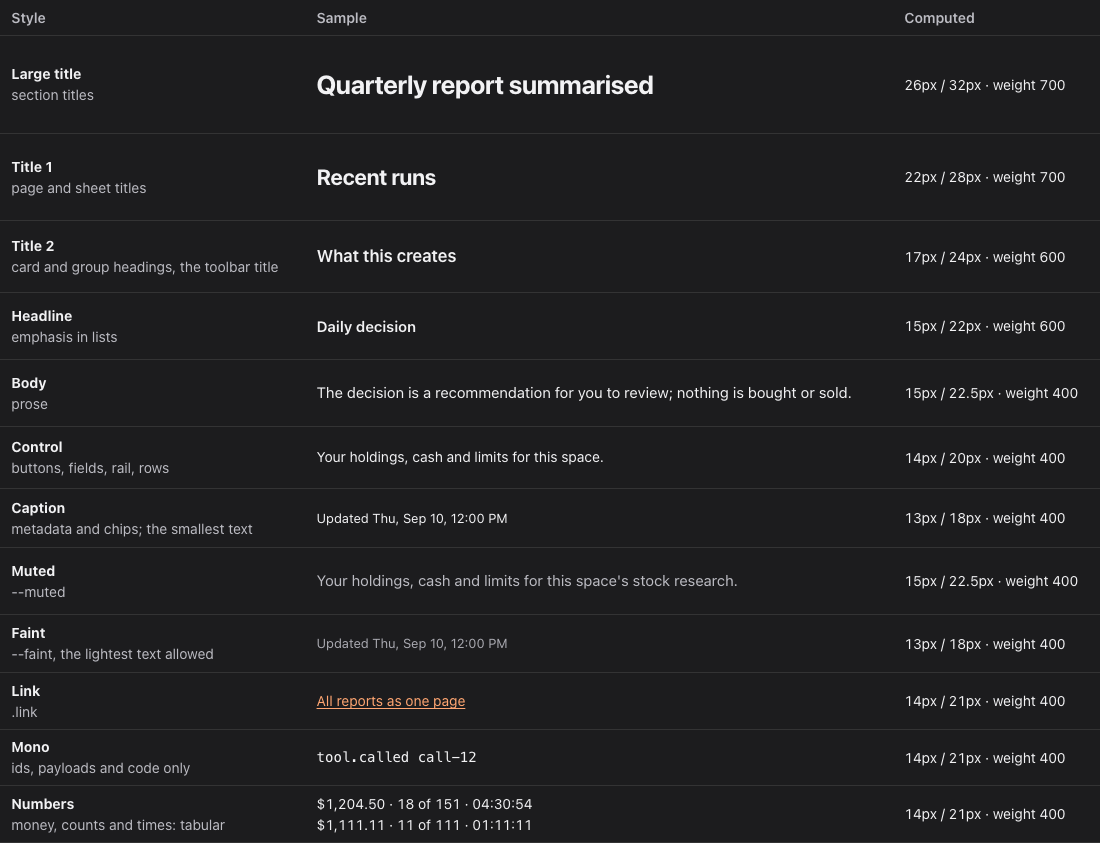 Style Sample Computed
Large title
section titles
Quarterly report summarised
26px / 32px · weight 700
Title 1
page and sheet titles
Recent runs
22px / 28px · weight 700
Title 2
card and group headings, the toolbar title
What this creates
17px / 24px · weight 600
Headline
emphasis in lists
Daily decision
15px / 22px · weight 600
Body
prose
The decision is a recommendation for you to review; nothing is bought or sold.
15px / 22.5px · weight 400
Control
buttons, fields, rail, rows
Your holdings, cash and limits for this space.
14px / 20px · weight 400
Caption
metadata and chips; the smallest text
Updated Thu, Sep 10, 12:00 PM
13px / 18px · weight 400
Muted
--muted
Your holdings, cash and limits for this space's stock research.
15px / 22.5px · weight 400
Faint
--faint, the lightest text allowed
Updated Thu, Sep 10, 12:00 PM
13px / 18px · weight 400
Link
.link
All reports as one page
14px / 21px · weight 400
Mono
ids, payloads and code only
tool.called call-12
14px / 21px · weight 400
Numbers
money, counts and times: tabular
$1,204.50 · 18 of 151 · 04:30:54
$1,111.11 · 11 of 111 · 01:11:11
14px / 21px · weight 400